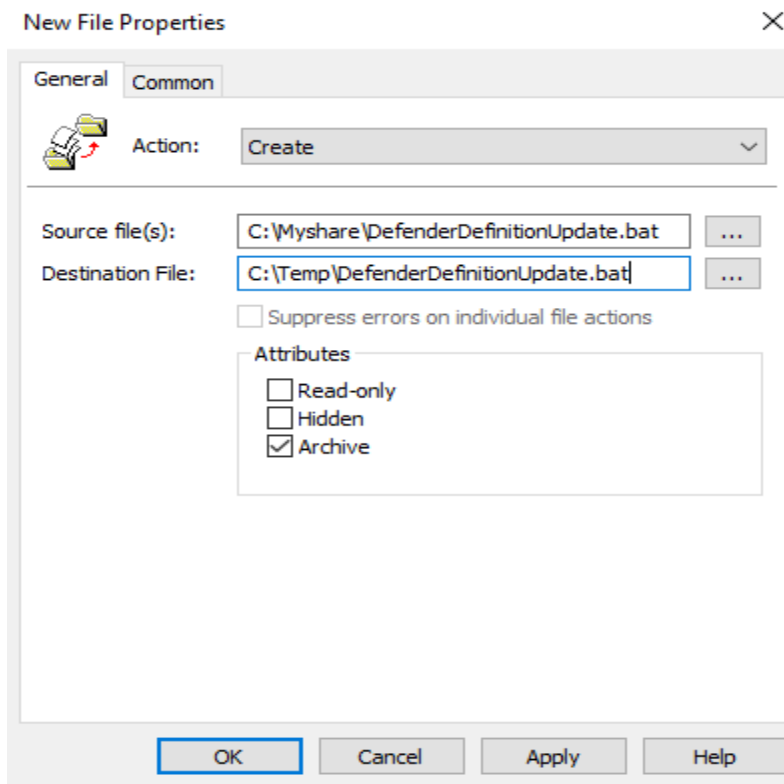 New File Properties
General Common
Action: Create
Source file(s): C:\Myshare\DefenderDefinitionUpdate.bat ...
Destination File: C:\Temp\DefenderDefinitionUpdate.bat ...
Suppress errors on individual file actions
Attributes
Read-only
Hidden
Archive
OK Cancel Apply Help